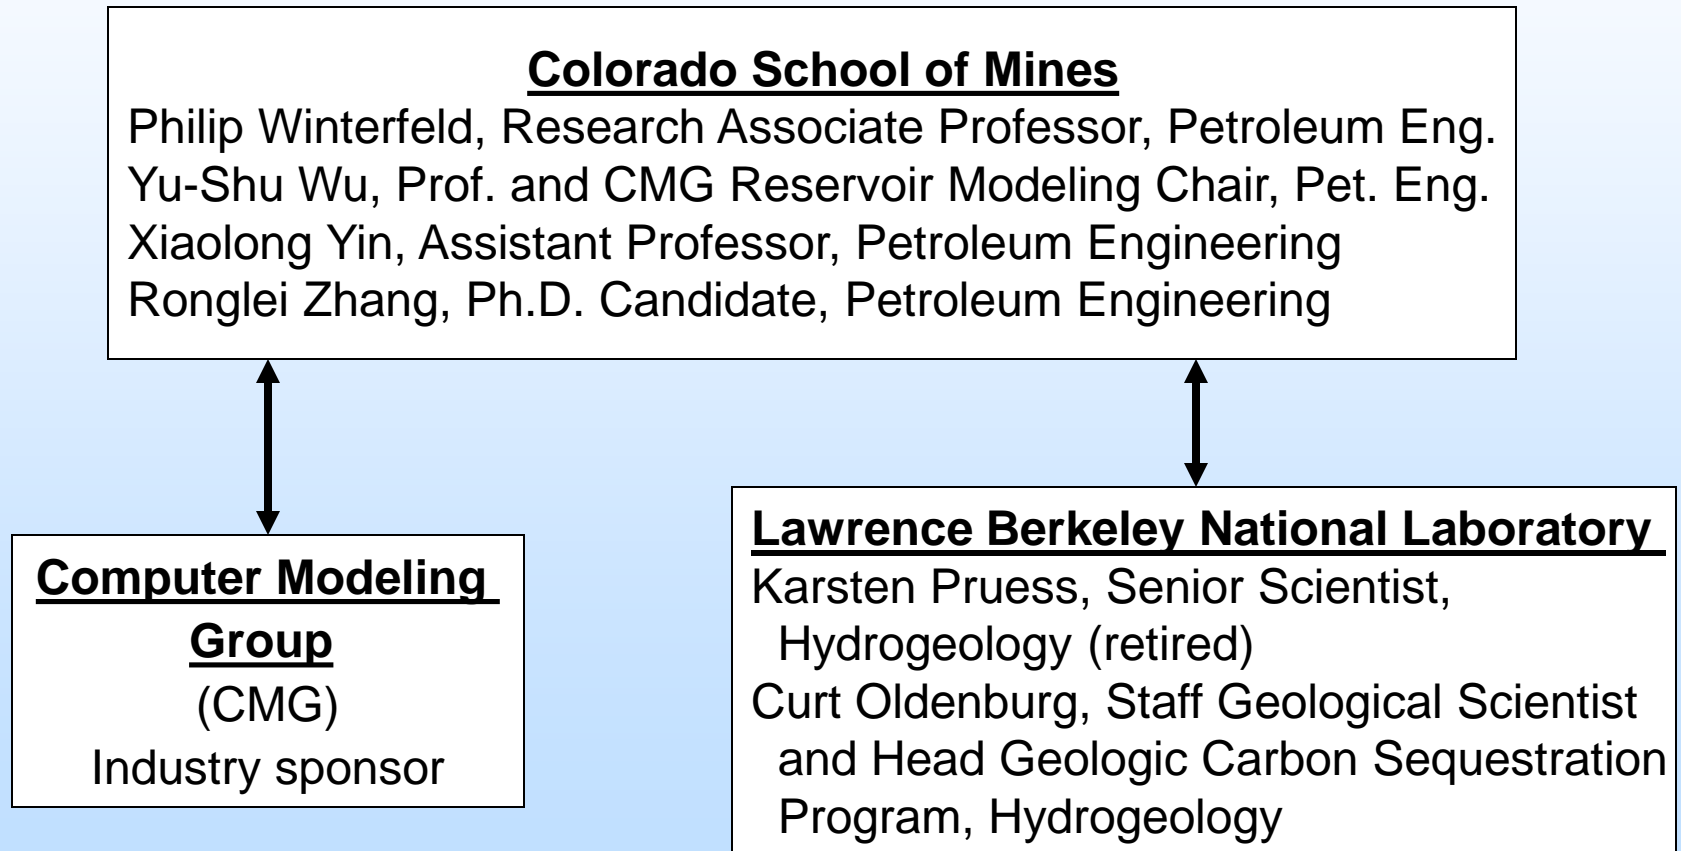 Colorado School of Mines
Philip Winterfeld, Research Associate Professor, Petroleum Eng.
Yu-Shu Wu, Prof. and CMG Reservoir Modeling Chair, Pet. Eng.
Xiaolong Yin, Assistant Professor, Petroleum Engineering
Ronglei Zhang, Ph.D. Candidate, Petroleum Engineering
Computer Modeling
Group
(CMG)
Industry sponsor
Lawrence Berkeley National Laboratory
Karsten Pruess, Senior Scientist,
Hydrogeology (retired)
Curt Oldenburg, Staff Geological Scientist
and Head Geologic Carbon Sequestration
Program, Hydrogeology